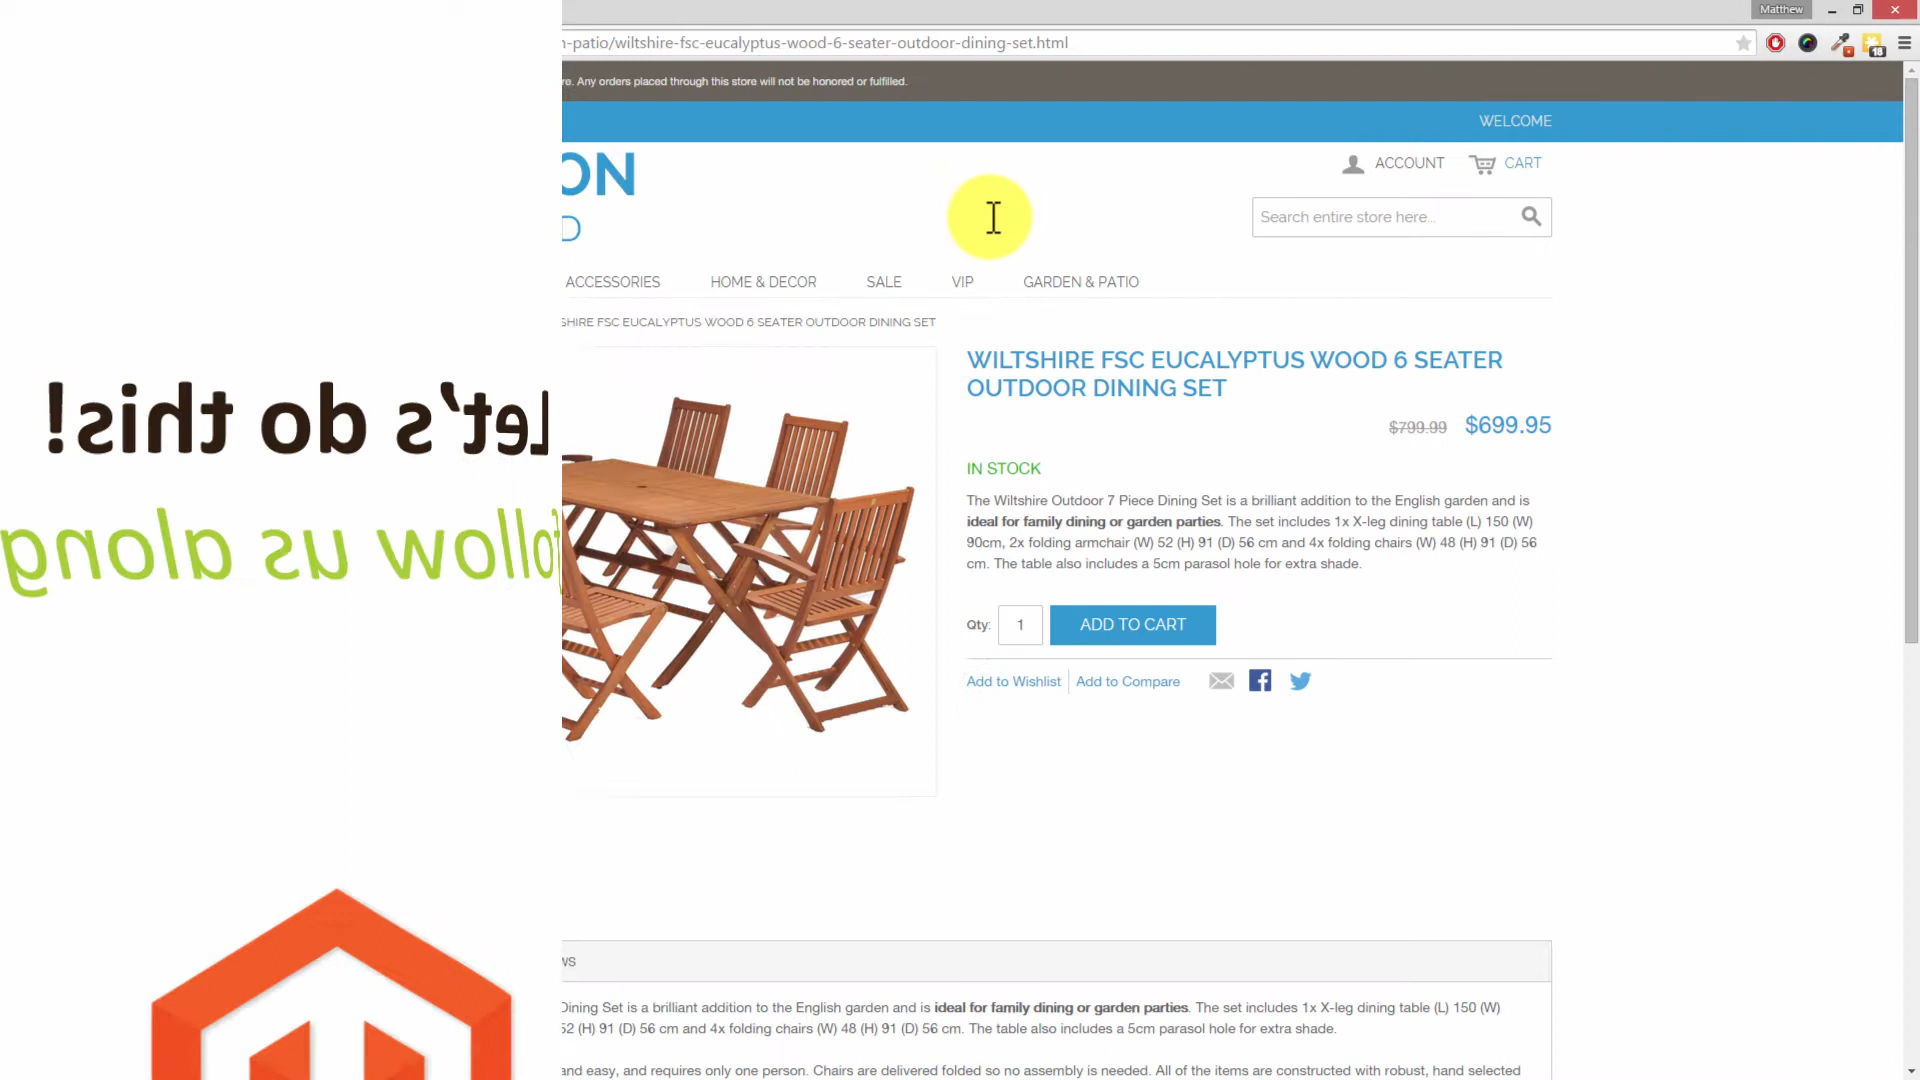 Matthew
n-patio/wiltshire-fsc-eucalyptus-wood-6-seater-outdoor-dining-set.html
18
re. Any orders placed through this store will not be honored or fulfilled.
WELCOME
ON
D
ACCOUNT
CART
Search entire store here...
ACCESSORIES
HOME & DECOR
SALE
VIP
GARDEN & PATIO
SHIRE FSC EUCALYPTUS WOOD 6 SEATER OUTDOOR DINING SET
Let's do this!
follow us along
WILTSHIRE FSC EUCALYPTUS WOOD 6 SEATER
OUTDOOR DINING SET
$799.99 $699.95
IN STOCK
The Wiltshire Outdoor 7 Piece Dining Set is a brilliant addition to the English garden and is
ideal for family dining or garden parties. The set includes 1x X-leg dining table (L) 150 (W)
90cm, 2x folding armchair (W) 52 (H) 91 (D) 56 cm and 4x folding chairs (W) 48 (H) 91 (D) 56
cm. The table also includes a 5cm parasol hole for extra shade.
Qty: 1 ADD TO CART
Add to Wishlist
Add to Compare
WS
Dining Set is a brilliant addition to the English garden and is ideal for family dining or garden parties. The set includes 1x X-leg dining table (L) 150 (W)
52 (H) 91 (D) 56 cm and 4x folding chairs (W) 48 (H) 91 (D) 56 cm. The table also includes a 5cm parasol hole for extra shade.
and easy, and requires only one person. Chairs are delivered folded so no assembly is needed. All of the items are constructed with robust, hand selected